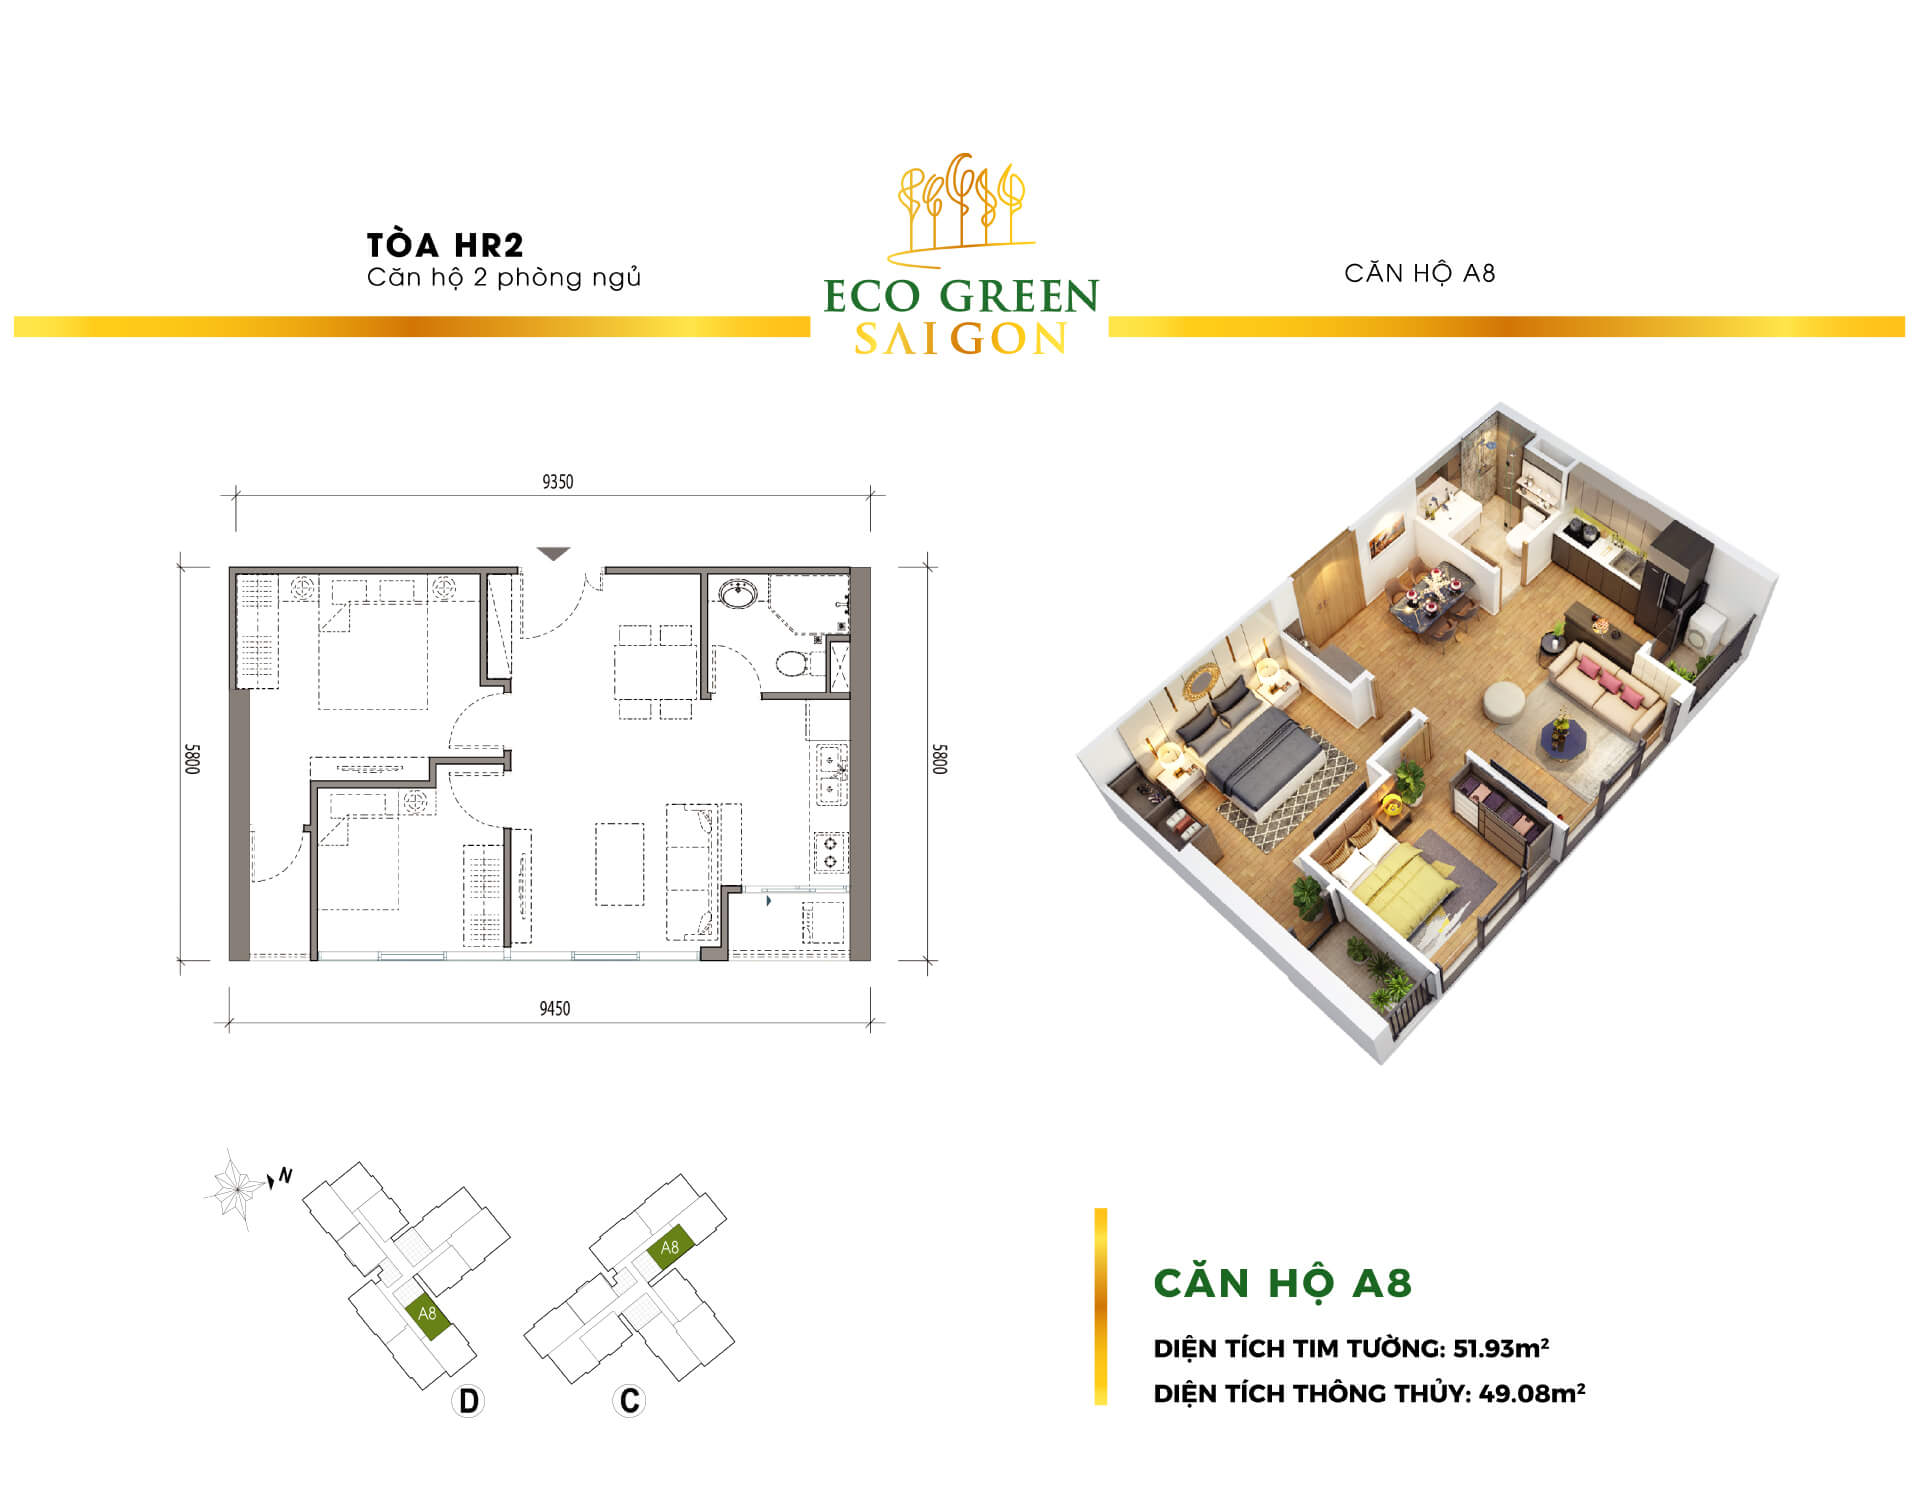 TÒA HR2
Căn hộ 2 phòng ngủ
ECO GREEN
SAIGON
CĂN HỘ A8
9350
5800
5800
9450
N
A8
D
A8
C
CĂN HỘ A8
DIỆN TÍCH TIM TƯỜNG: 51.93m²
DIỆN TÍCH THÔNG THỦY: 49.08m²